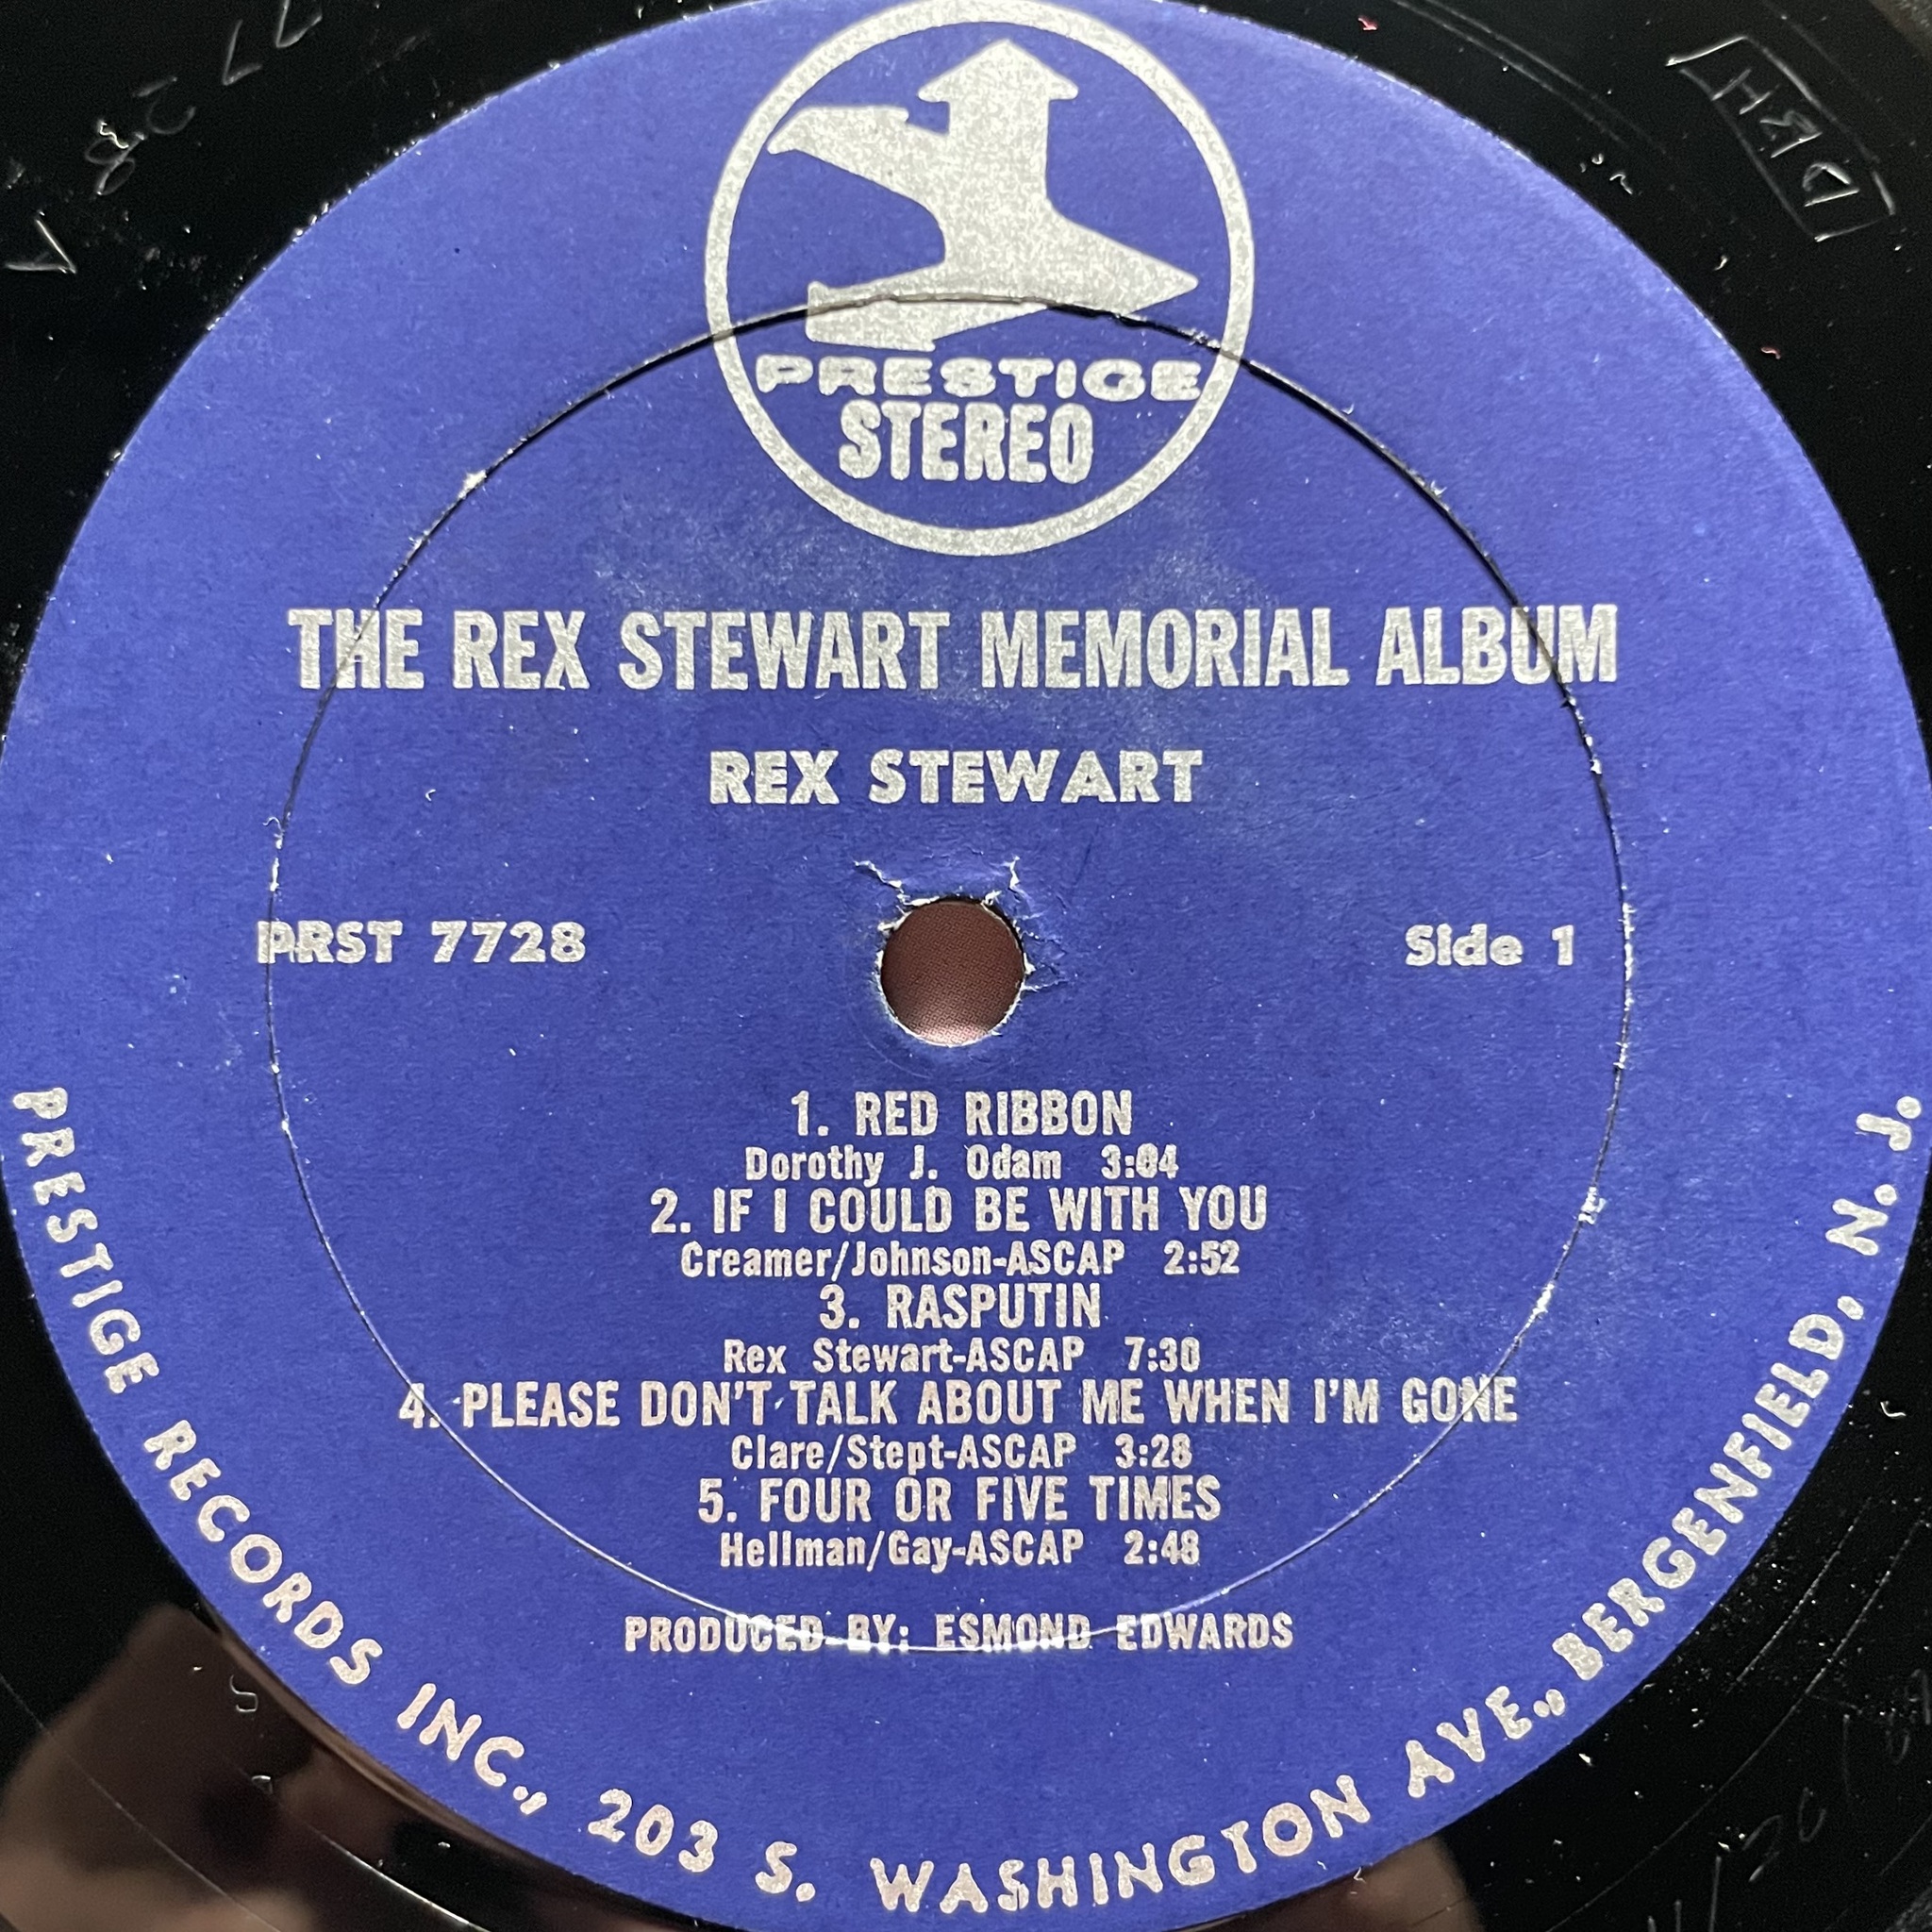 PRESTIGE
STEREO
THE REX STEWART MEMORIAL ALBUM
REX STEWART
PRST 7728
Side 1
1. RED RIBBON
Dorothy J. Odam 3:04
2. IF I COULD BE WITH YOU
Creamer/Johnson-ASCAP 2:52
3. RASPUTIN
Rex Stewart-ASCAP 7:30
4. PLEASE DON'T TALK ABOUT ME WHEN I'M GONE
Clare/Stept-ASCAP 3:28
5. FOUR OR FIVE TIMES
Hellman/Gay-ASCAP 2:48
PRODUCED BY: ESMOND EDWARDS
PRESTIGE RECORDS INC., 203 S. WASHINGTON AVE., BERGENFIELD, N. J.
DBH